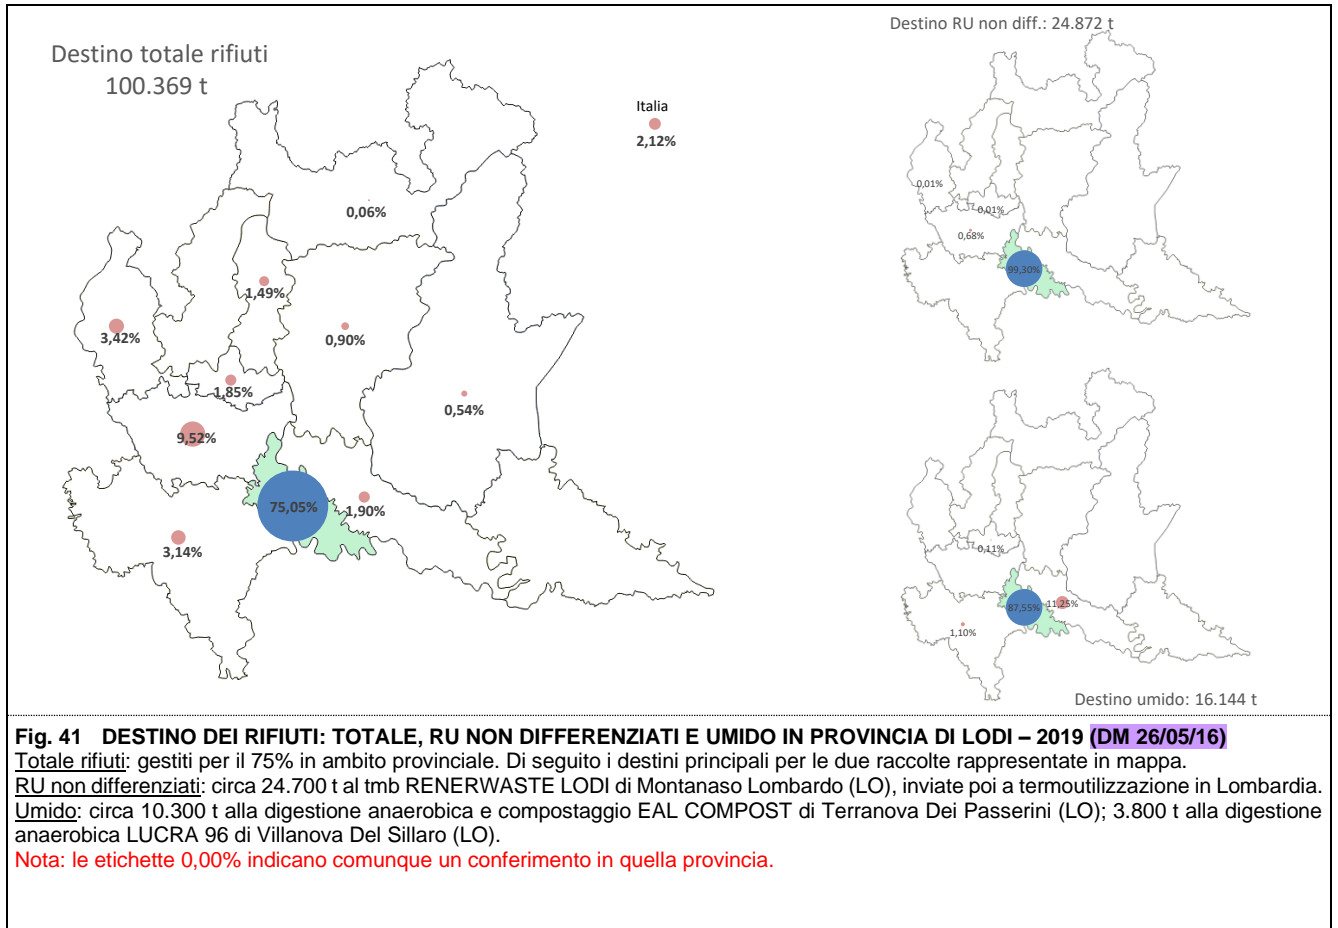 Destino totale rifiuti
100.369 t
Italia
2,12%
0,06%
1,49%
3,42%
0,90%
1,85%
0,54%
9,52%
75,05%
1,90%
3,14%
Destino RU non diff.: 24.872 t
0,01%
0,01%
0,68%
99,30%
0,11%
87,55%
11,25%
1,10%
Destino umido: 16.144 t
Fig. 41 DESTINO DEI RIFIUTI: TOTALE, RU NON DIFFERENZIATI E UMIDO IN PROVINCIA DI LODI – 2019 (DM 26/05/16)
Totale rifiuti: gestiti per il 75% in ambito provinciale. Di seguito i destini principali per le due raccolte rappresentate in mappa.
RU non differenziati: circa 24.700 t al tmb RENERWASTE LODI di Montanaso Lombardo (LO), inviate poi a termoutilizzazione in Lombardia.
Umido: circa 10.300 t alla digestione anaerobica e compostaggio EAL COMPOST di Terranova Dei Passerini (LO); 3.800 t alla digestione
anaerobica LUCRA 96 di Villanova Del Sillaro (LO).
Nota: le etichette 0,00% indicano comunque un conferimento in quella provincia.